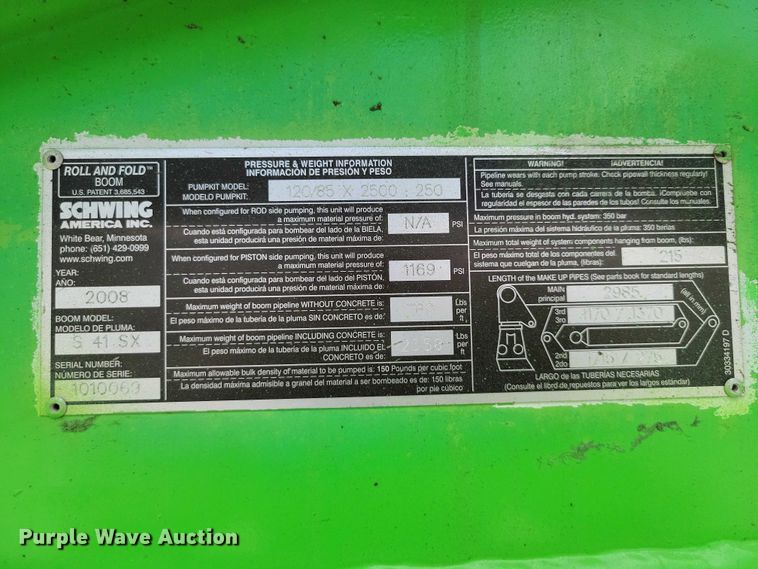 ROLL AND FOLD™
BOOM
U.S. PATENT 3,685,543
SCHWING
AMERICA INC.
White Bear, Minnesota
phone: (651) 429-0999
www.schwing.com
YEAR:
AÑO:
2008
BOOM MODEL:
MODELO DE PLUMA:
S 41 SX
SERIAL NUMBER:
NÚMERO DE SERIE:
1010069
PRESSURE & WEIGHT INFORMATION
INFORMACIÓN DE PRESIÓN Y PESO
PUMPKIT MODEL:
MODELO PUMPKIT:
120/85 X 2500 : 250
When configured for ROD side pumping, this unit will produce
a maximum material pressure of:
Cuando está configurada para bombear del lado de la BIELA,
esta unidad producirá una presión máxima de material de:
N/A PSI
When configured for PISTON side pumping, this unit will produce
a maximum material pressure of:
Cuando está configurada para bombear del lado del PISTÓN,
esta unidad producirá una presión máxima de material de:
1169 PSI
Maximum weight of boom pipeline WITHOUT CONCRETE is:
El peso máximo de la tubería de la pluma SIN CONCRETO es:
Lbs
per
ft
Maximum weight of boom pipeline INCLUDING CONCRETE is:
El peso máximo de la tubería de la pluma INCLUIDO EL
CONCRETO es:
Lbs
per
ft
Maximum allowable bulk density of material to be pumped is: 150 Pounds per cubic foot
La densidad máxima admisible a granel del material a ser bombeado es de: 150 libras
por pie cúbico
WARNING! ¡ADVERTENCIA!
Pipeline wears with each pump stroke. Check pipewall thickness regularly!
See manuals.
La tubería se desgasta con cada carrera de la bomba. ¡Compruebe con
regularidad el espesor de las paredes de los tubos! Consulte los manuales.
Maximum pressure in boom hyd. system: 350 bar
La presión máxima del sistema hidráulico de la pluma: 350 barias
Maximum total weight of system components hanging from boom, (lbs):
El peso máximo total de los componentes del
sistema que cuelgan de la pluma, (libras):
215
LENGTH of the MAKE UP PIPES (See parts book for standard lengths)
MAIN
principal
(all in mm)
3rd
3ro
2nd
2do
LARGO de las TUBERÍAS NECESARIAS
(Consulte el libro de repuestos para ver los largos estándar)
30334197 D
Purple Wave Auction